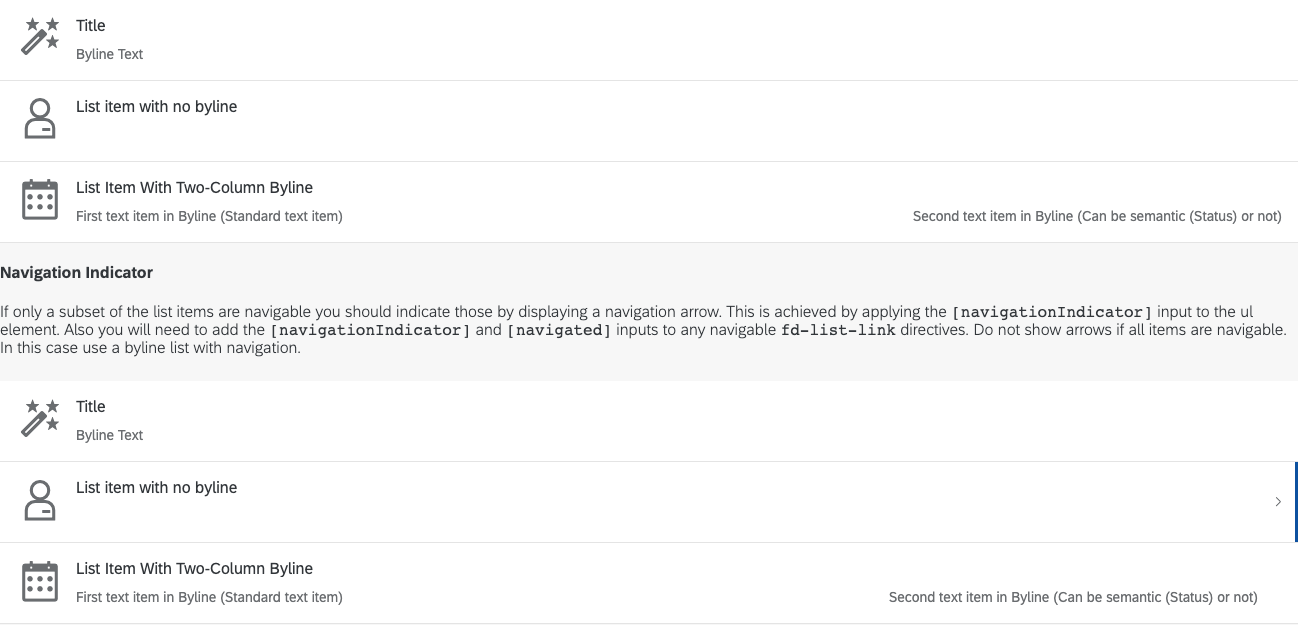 Title
Byline Text
List item with no byline
List Item With Two-Column Byline
First text item in Byline (Standard text item) Second text item in Byline (Can be semantic (Status) or not)
Navigation Indicator
If only a subset of the list items are navigable you should indicate those by displaying a navigation arrow. This is achieved by applying the [navigationIndicator] input to the ul
element. Also you will need to add the [navigationIndicator] and [navigated] inputs to any navigable fd-list-link directives. Do not show arrows if all items are navigable.
In this case use a byline list with navigation.
Title
Byline Text
List item with no byline
List Item With Two-Column Byline
First text item in Byline (Standard text item) Second text item in Byline (Can be semantic (Status) or not)